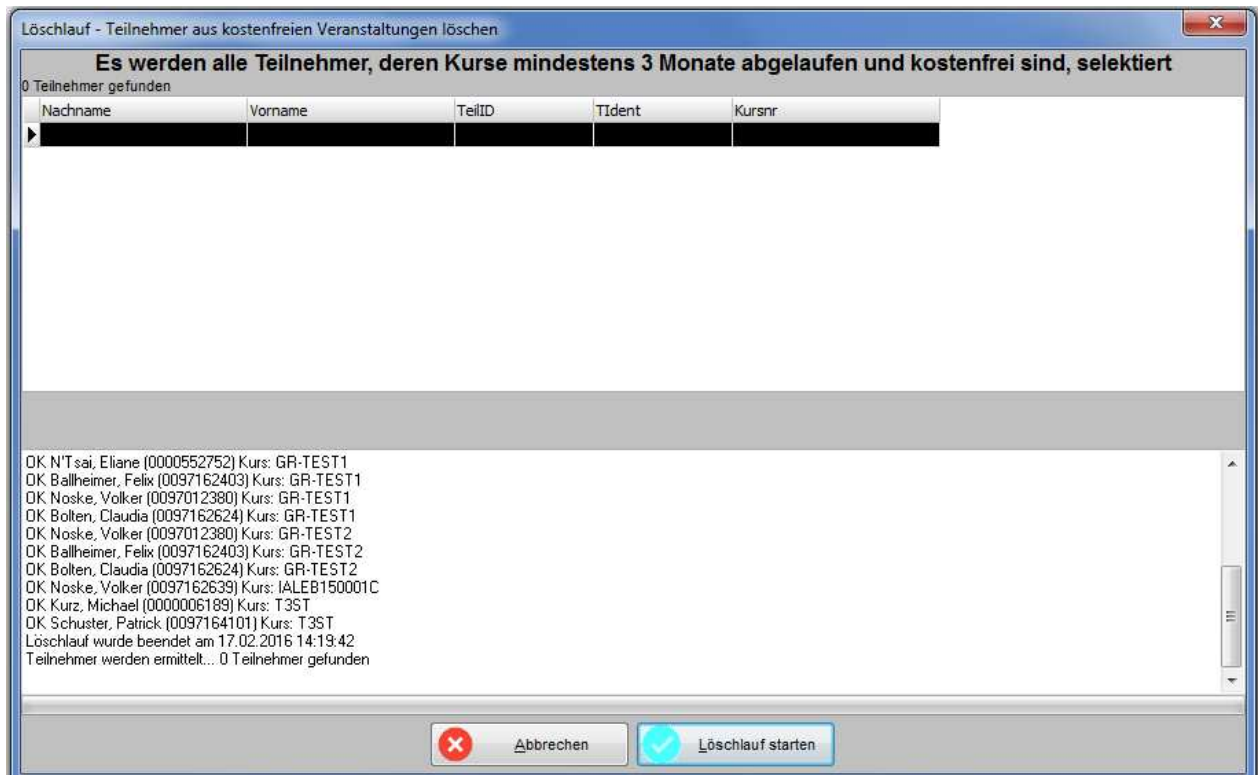 Löschlauf - Teilnehmer aus kostenfreien Veranstaltungen löschen
Es werden alle Teilnehmer, deren Kurse mindestens 3 Monate abgelaufen und kostenfrei sind, selektiert
0 Teilnehmer gefunden
Nachname Vorname TeilID TIdent Kursnr
OK N'Tsai, Eliane (0000552752) Kurs: GR-TEST1
OK Ballheimer, Felix (0097162403) Kurs: GR-TEST1
OK Noske, Volker (0097012380) Kurs: GR-TEST1
OK Bolten, Claudia (0097162624) Kurs: GR-TEST1
OK Noske, Volker (0097012380) Kurs: GR-TEST2
OK Ballheimer, Felix (0097162403) Kurs: GR-TEST2
OK Bolten, Claudia (0097162624) Kurs: GR-TEST2
OK Noske, Volker (0097162639) Kurs: IALEB150001C
OK Kurz, Michael (0000006189) Kurs: T3ST
OK Schuster, Patrick (0097164101) Kurs: T3ST
Löschlauf wurde beendet am 17.02.2016 14:19:42
Teilnehmer werden ermittelt... 0 Teilnehmer gefunden
Abbrechen Löschlauf starten